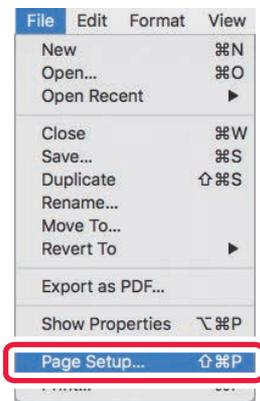 File Edit Format View
New ⌘N
Open... ⌘O
Open Recent ▶
Close ⌘W
Save... ⌘S
Duplicate ⇧⌘S
Rename...
Move To...
Revert To ▶
Export as PDF...
Show Properties ⌥⌘P
Page Setup... ⇧⌘P